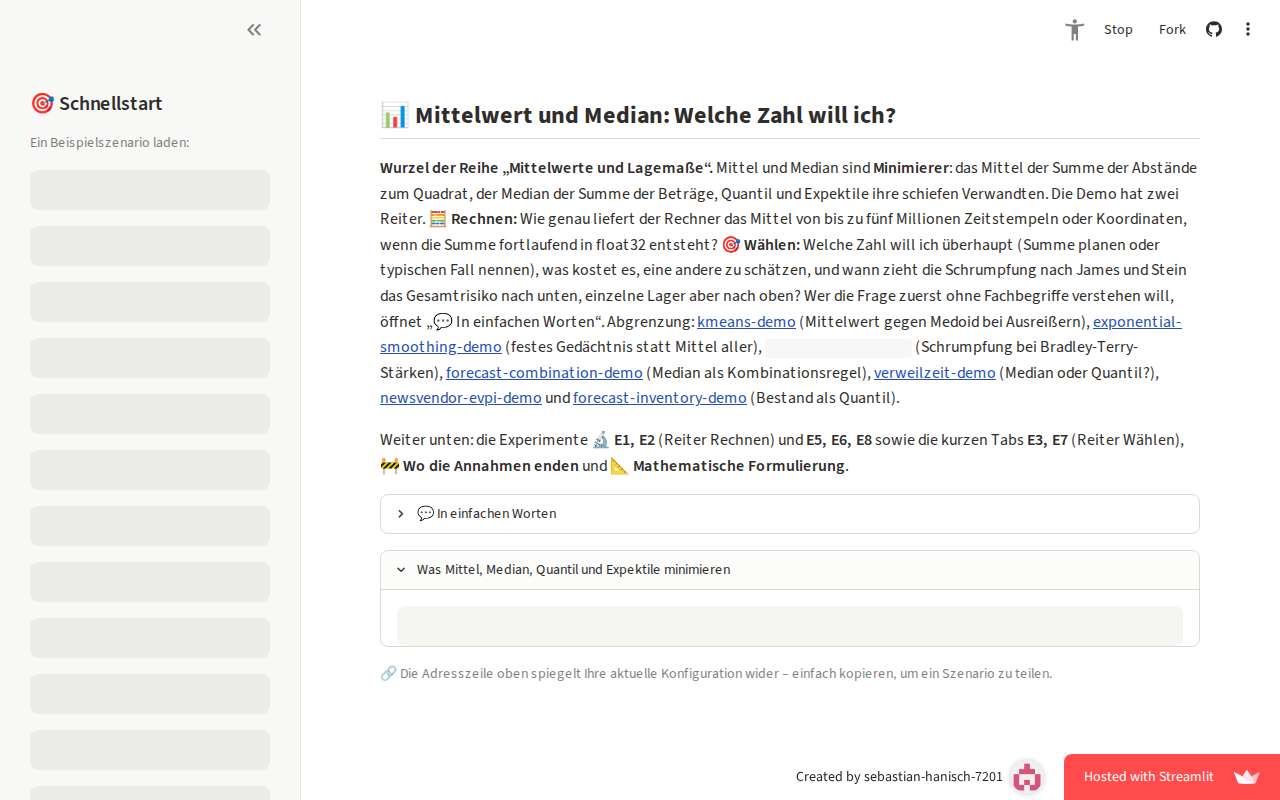 Stop
Fork
🎯 Schnellstart
Ein Beispielszenario laden:
📊 Mittelwert und Median: Welche Zahl will ich?
Wurzel der Reihe „Mittelwerte und Lagemaße“. Mittel und Median sind Minimierer: das Mittel der Summe der Abstände
zum Quadrat, der Median der Summe der Beträge, Quantil und Expektile ihre schiefen Verwandten. Die Demo hat zwei
Reiter. 🧮 Rechnen: Wie genau liefert der Rechner das Mittel von bis zu fünf Millionen Zeitstempeln oder Koordinaten,
wenn die Summe fortlaufend in float32 entsteht? 🎯 Wählen: Welche Zahl will ich überhaupt (Summe planen oder
typischen Fall nennen), was kostet es, eine andere zu schätzen, und wann zieht die Schrumpfung nach James und Stein
das Gesamtrisiko nach unten, einzelne Lager aber nach oben? Wer die Frage zuerst ohne Fachbegriffe verstehen will,
öffnet „💬 In einfachen Worten“. Abgrenzung: kmeans-demo (Mittelwert gegen Medoid bei Ausreißern), exponential-
smoothing-demo (festes Gedächtnis statt Mittel aller), (Schrumpfung bei Bradley-Terry-
Stärken), forecast-combination-demo (Median als Kombinationsregel), verweilzeit-demo (Median oder Quantil?),
newsvendor-evpi-demo und forecast-inventory-demo (Bestand als Quantil).
Weiter unten: die Experimente 🔬 E1, E2 (Reiter Rechnen) und E5, E6, E8 sowie die kurzen Tabs E3, E7 (Reiter Wählen),
🚧 Wo die Annahmen enden und 📐 Mathematische Formulierung.
💬 In einfachen Worten
Was Mittel, Median, Quantil und Expektile minimieren
🔗 Die Adresszeile oben spiegelt Ihre aktuelle Konfiguration wider – einfach kopieren, um ein Szenario zu teilen.
Created by sebastian-hanisch-7201
Hosted with Streamlit